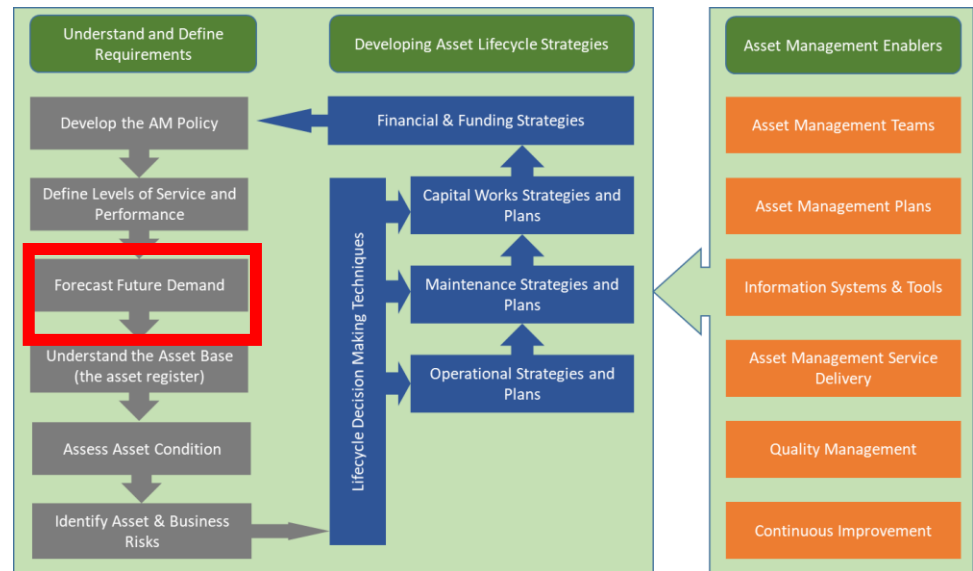 Understand and Define
Requirements
Develop the AM Policy
Define Levels of Service and
Performance
Forecast Future Demand
Understand the Asset Base
(the asset register)
Assess Asset Condition
Identify Asset & Business
Risks
Developing Asset Lifecycle Strategies
Financial & Funding Strategies
Lifecycle Decision Making Techniques
Capital Works Strategies and
Plans
Maintenance Strategies and
Plans
Operational Strategies and
Plans
Asset Management Enablers
Asset Management Teams
Asset Management Plans
Information Systems & Tools
Asset Management Service
Delivery
Quality Management
Continuous Improvement